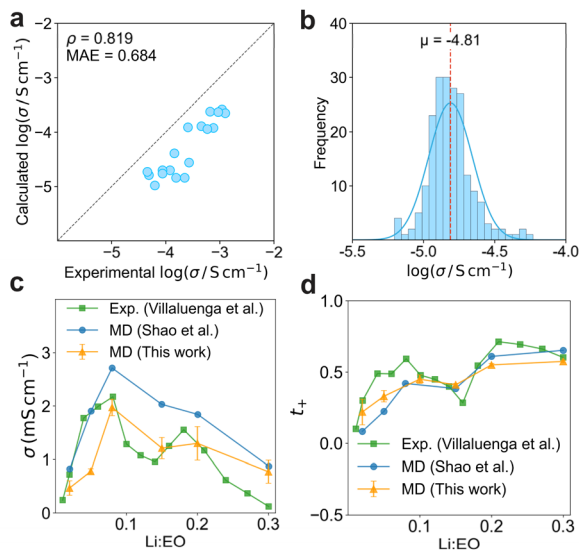 a
ρ = 0.819
MAE = 0.684
Calculated log(σ/S cm⁻¹)
−2
−3
−4
−5
−5
−4
−3
−2
Experimental log(σ/S cm⁻¹)
b
μ = -4.81
Frequency
40
30
20
10
-5.5
-5.0
-4.5
-4.0
log(σ/S cm⁻¹)
c
Exp. (Villaluenga et al.)
MD (Shao et al.)
MD (This work)
σ (mS cm⁻¹)
3
2
1
0
0.1
0.2
0.3
Li:EO
d
t₊
1.0
0.5
0.0
−0.5
Exp. (Villaluenga et al.)
MD (Shao et al.)
MD (This work)
0.0
0.1
0.2
0.3
Li:EO